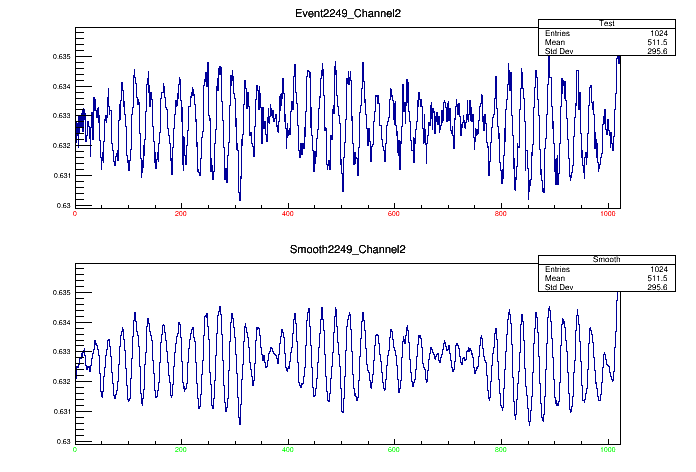 Event2249_Channel2
Test
Entries 1024
Mean 511.5
Std Dev 295.6
0.635
0.634
0.633
0.632
0.631
0.63
0 200 400 600 800 1000
Smooth2249_Channel2
Smooth
Entries 1024
Mean 511.5
Std Dev 295.6
0.635
0.634
0.633
0.632
0.631
0.63
0 200 400 600 800 1000